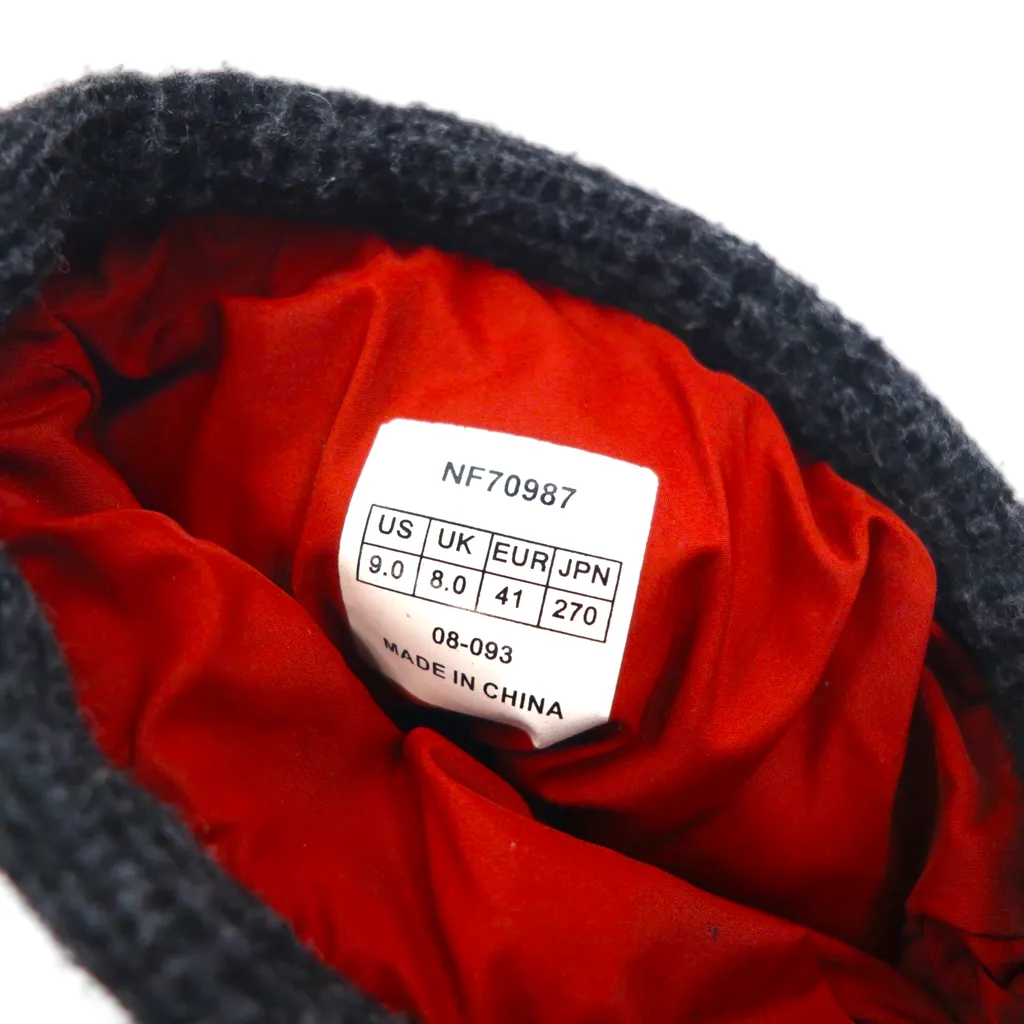 NF70987
US UK EUR JPN
9.0 8.0 41 270
08-093
MADE IN CHINA